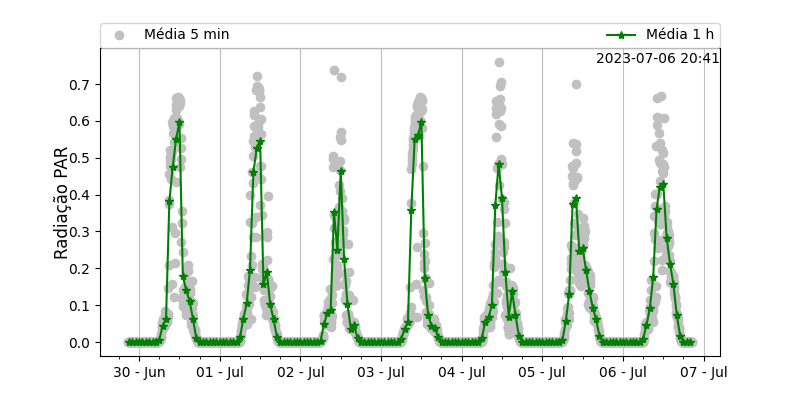 Média 5 min
Média 1 h
2023-07-06 20:41
Radiação PAR
0.7
0.6
0.5
0.4
0.3
0.2
0.1
0.0
30 - Jun
01 - Jul
02 - Jul
03 - Jul
04 - Jul
05 - Jul
06 - Jul
07 - Jul